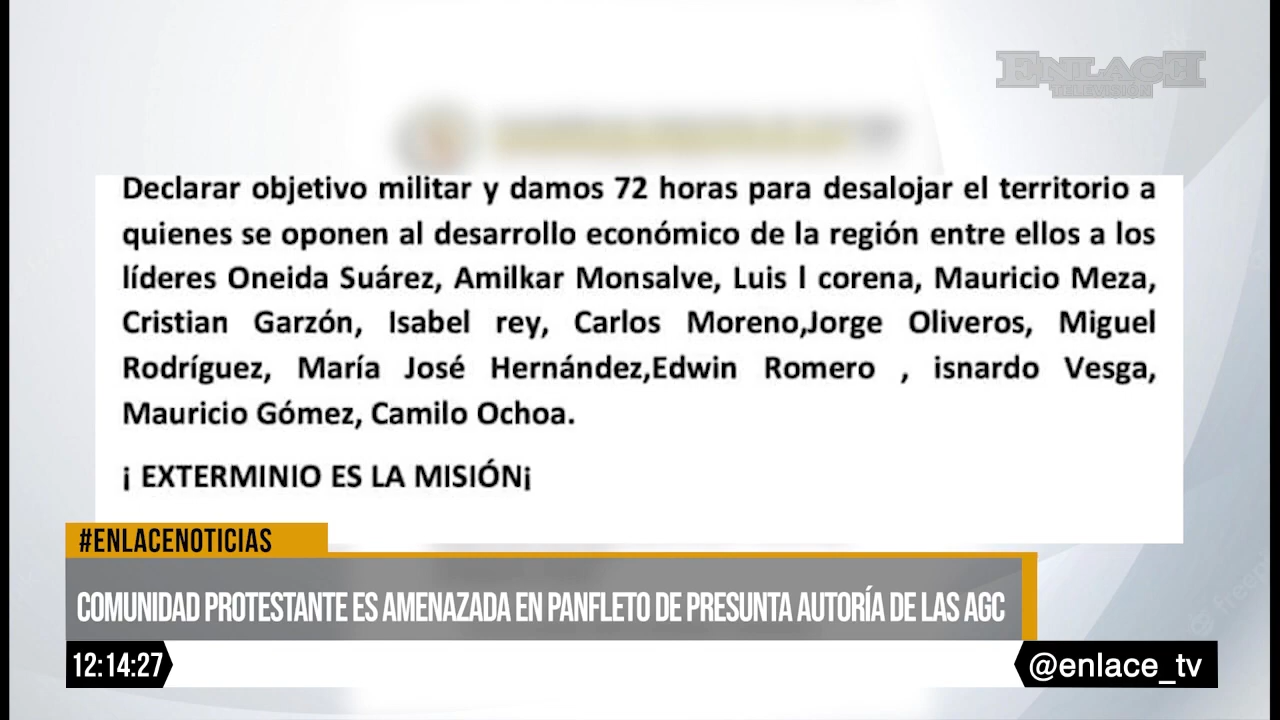 ENLACE
TELEVISIÓN
Declarar objetivo militar y damos 72 horas para desalojar el territorio a
quienes se oponen al desarrollo económico de la región entre ellos a los
líderes Oneida Suárez, Amilkar Monsalve, Luis l corena, Mauricio Meza,
Cristian Garzón, Isabel rey, Carlos Moreno,Jorge Oliveros, Miguel
Rodríguez, María José Hernández,Edwin Romero , isnardo Vesga,
Mauricio Gómez, Camilo Ochoa.
¡ EXTERMINIO ES LA MISIÓN¡
#ENLACENOTICIAS
COMUNIDAD PROTESTANTE ES AMENAZADA EN PANFLETO DE PRESUNTA AUTORÍA DE LAS AGC
12:14:27
@enlace_tv